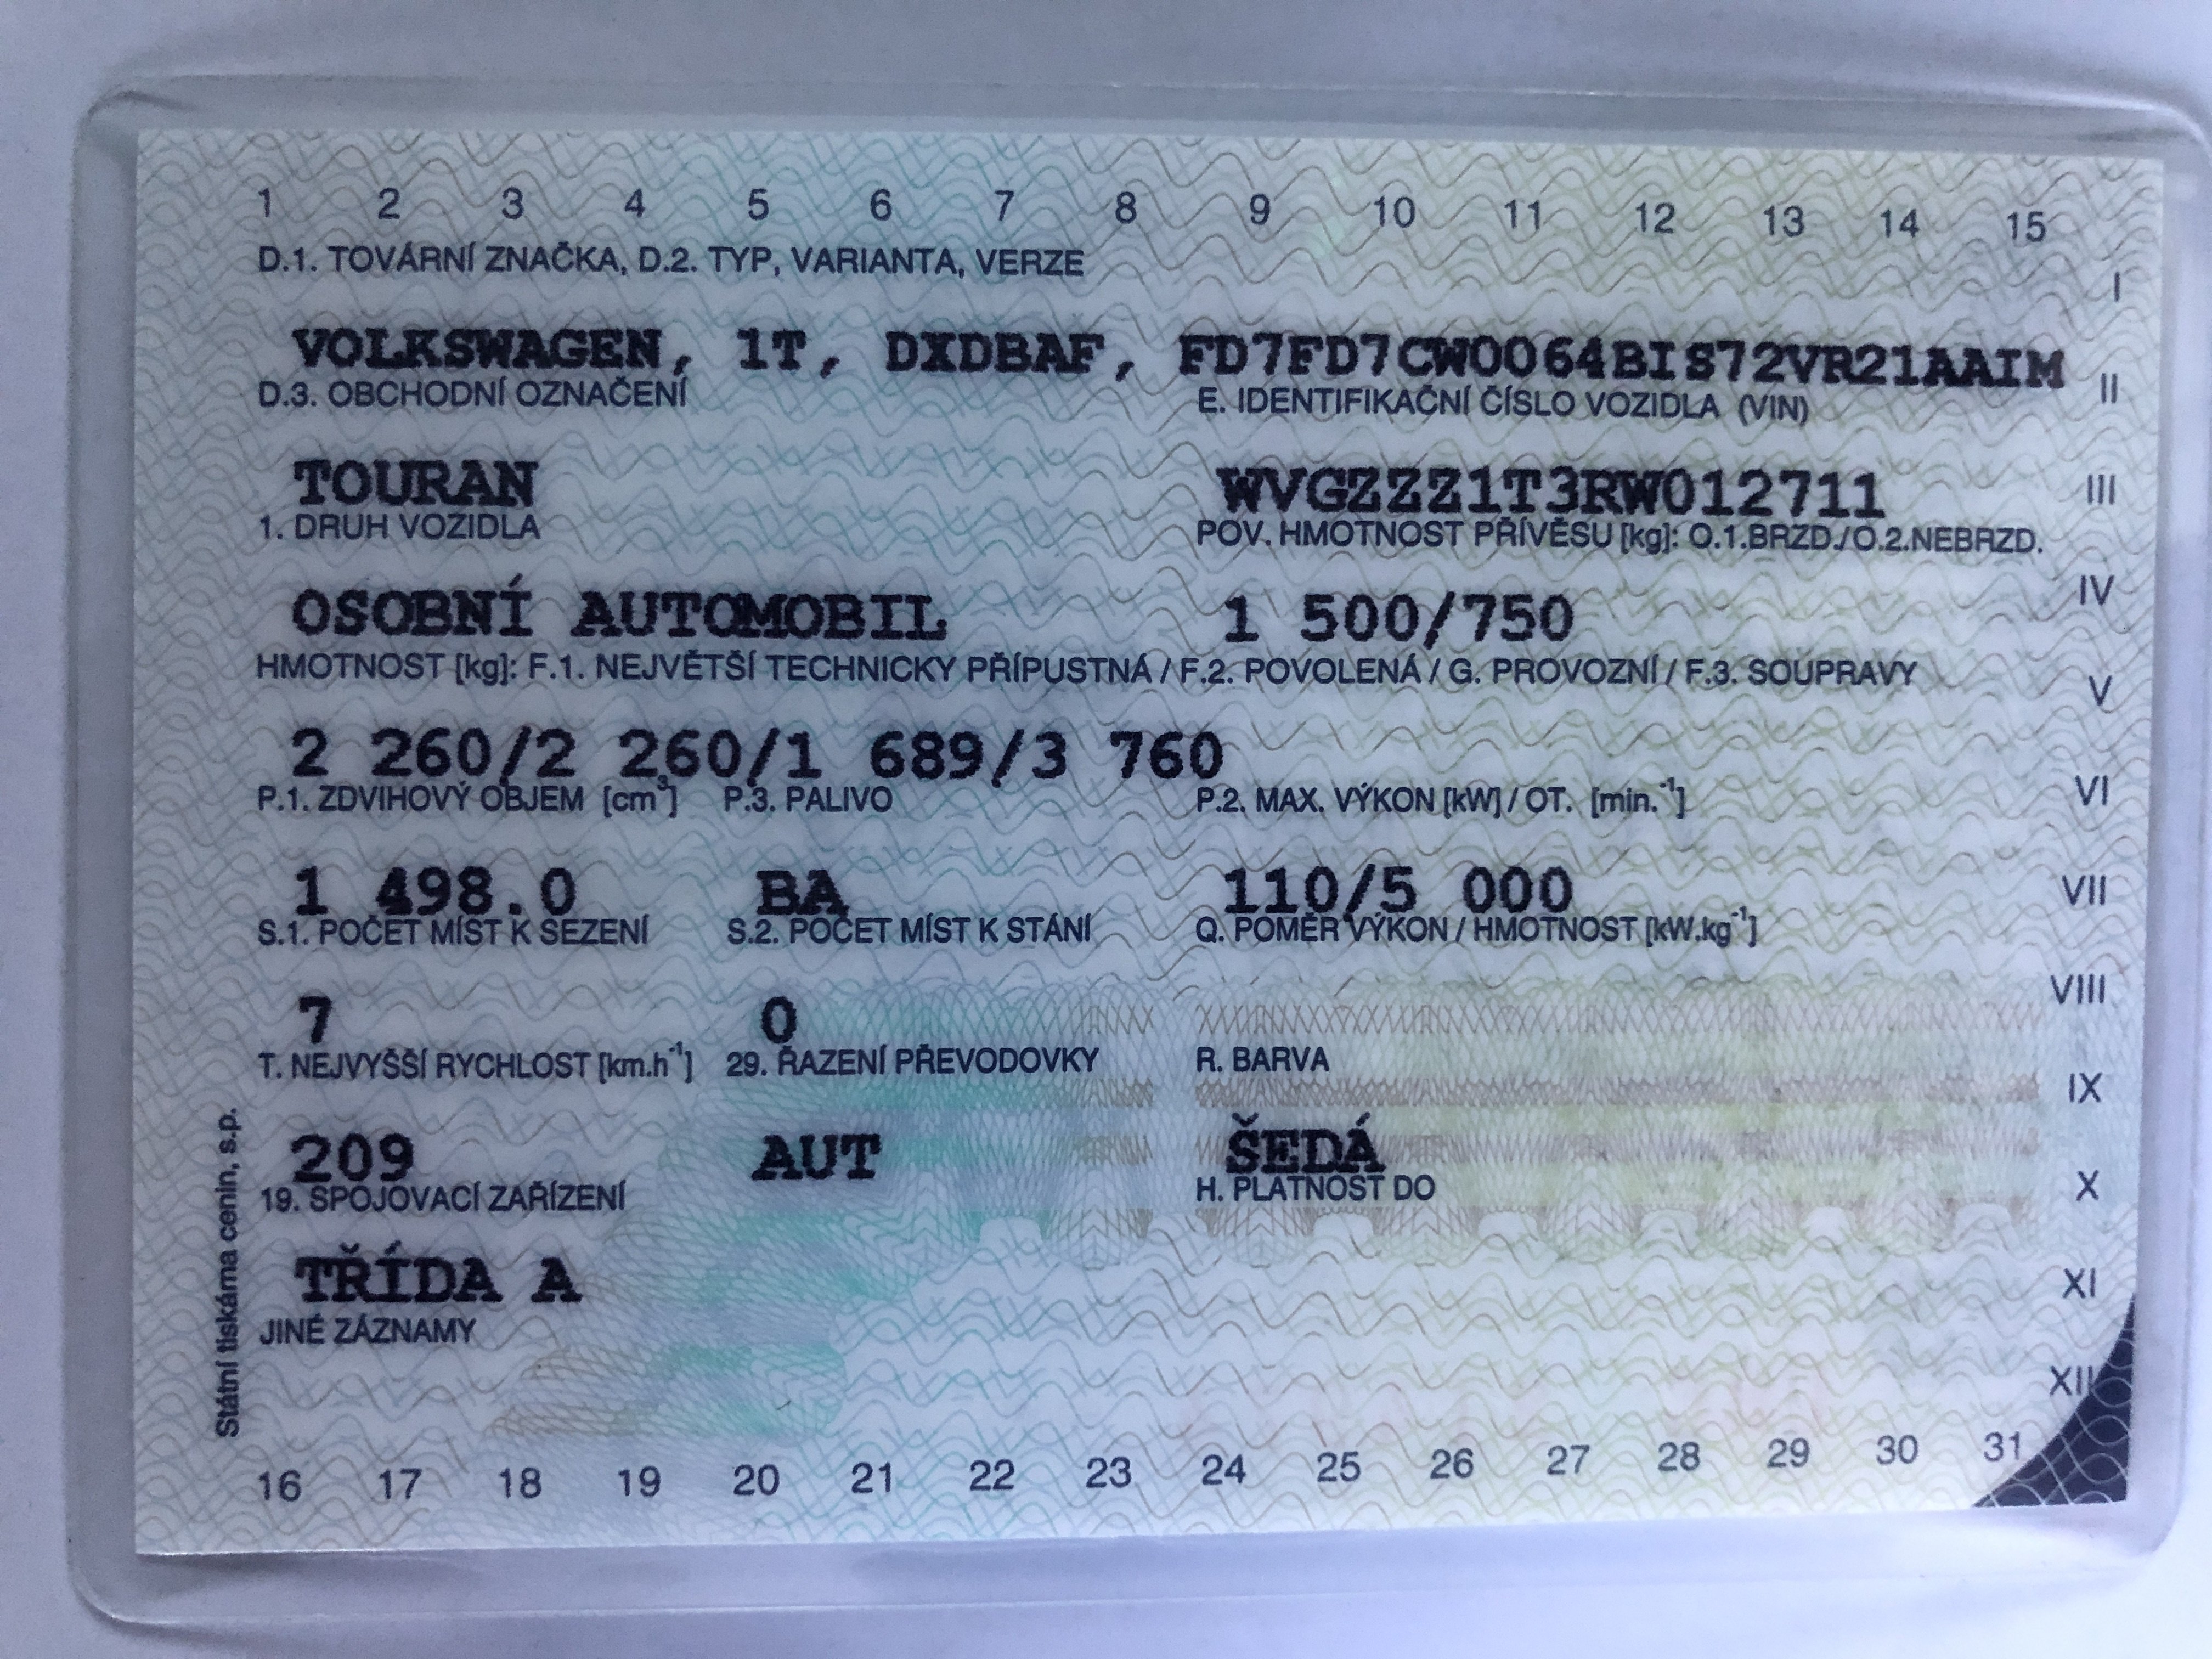 1 2 3 4 5 6 7 8 9 10 11 12 13 14 15
D.1. TOVÁRNÍ ZNAČKA, D.2. TYP, VARIANTA, VERZE
I
VOLKSWAGEN, 1T, DXDBAF, FD7FD7CW0064BIS72VR21AAIM
D.3. OBCHODNÍ OZNAČENÍ E. IDENTIFIKAČNÍ ČÍSLO VOZIDLA (VIN)
II
TOURAN WVGZZZ1T3RW012711
III
1. DRUH VOZIDLA POV. HMOTNOST PŘÍVĚSU [kg]: O.1.BRZD./O.2.NEBRZD.
OSOBNÍ AUTOMOBIL 1 500/750
IV
HMOTNOST [kg]: F.1. NEJVĚTŠÍ TECHNICKY PŘÍPUSTNÁ / F.2. POVOLENÁ / G. PROVOZNÍ / F.3. SOUPRAVY
V
2 260/2 260/1 689/3 760
P.1. ZDVIHOVÝ OBJEM [cm³] P.3. PALIVO P.2. MAX. VÝKON [kW] / OT. [min.⁻¹]
VI
1 498.0 BA 110/5 000
VII
S.1. POČET MÍST K SEZENÍ S.2. POČET MÍST K STÁNÍ Q. POMĚR VÝKON / HMOTNOST [kW.kg⁻¹]
7 0
VIII
T. NEJVYŠŠÍ RYCHLOST [km.h⁻¹] 29. ŘAZENÍ PŘEVODOVKY R. BARVA
IX
209 AUT ŠEDÁ
19. SPOJOVACÍ ZAŘÍZENÍ H. PLATNOST DO
X
TŘÍDA A
XI
JINÉ ZÁZNAMY
XII
Státní tiskárna cenin, s.p.
16 17 18 19 20 21 22 23 24 25 26 27 28 29 30 31